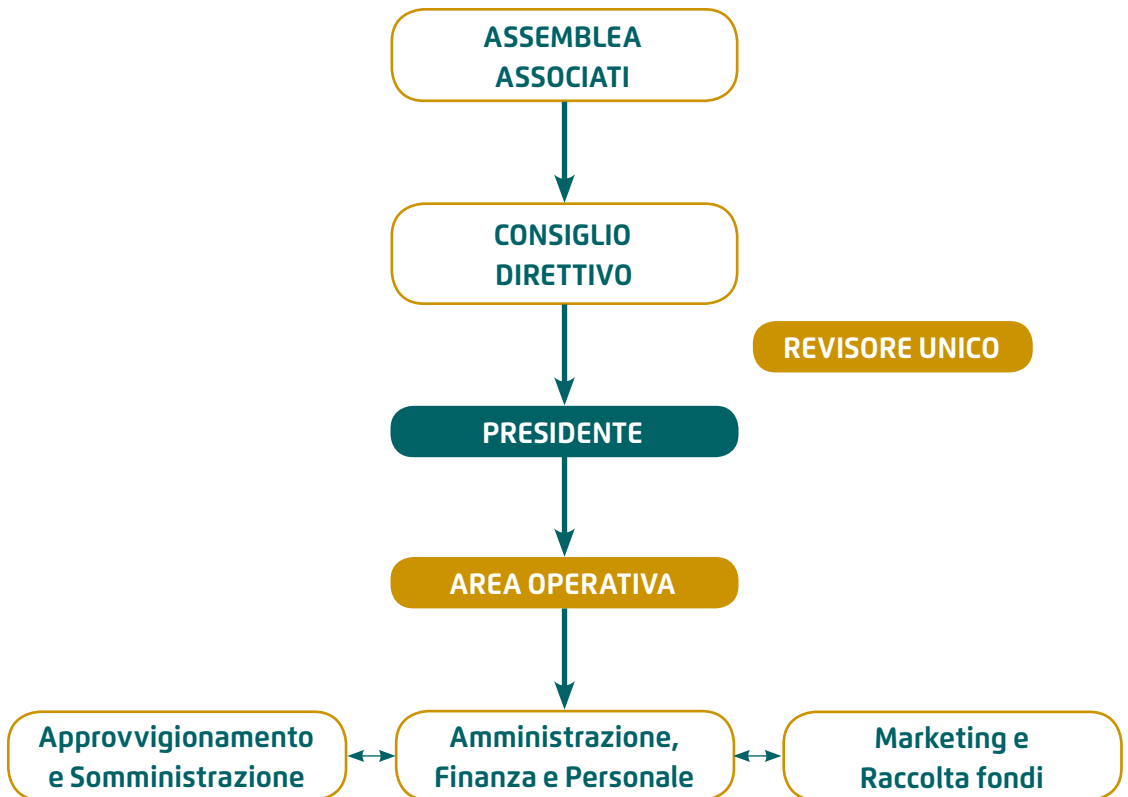 ASSEMBLEA
ASSOCIATI
CONSIGLIO
DIRETTIVO
REVISORE UNICO
PRESIDENTE
AREA OPERATIVA
Approvvigionamento
e Somministrazione
Amministrazione,
Finanza e Personale
Marketing e
Raccolta fondi